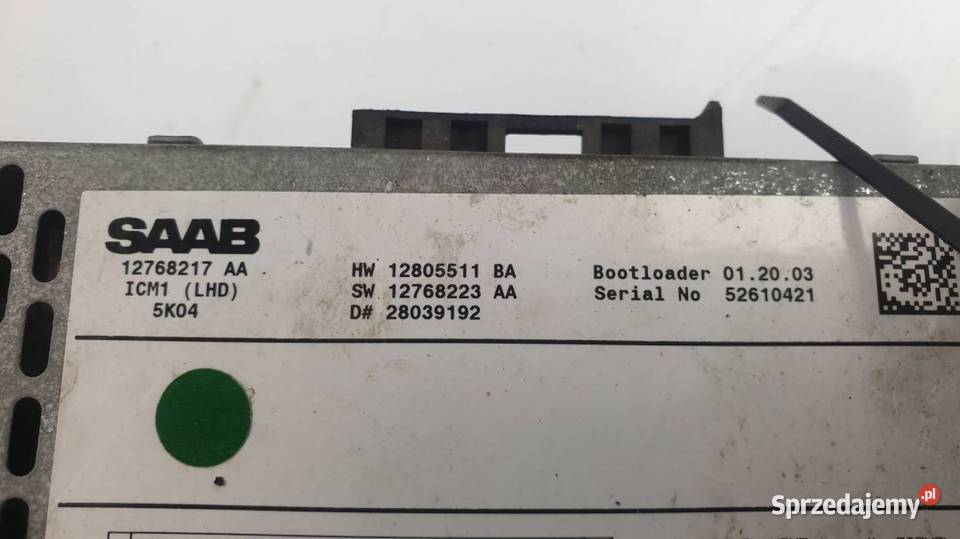 SAAB
12768217 AA
ICM1 (LHD)
5K04
HW 12805511 BA
SW 12768223 AA
D# 28039192
Bootloader 01.20.03
Serial No 52610421
Sprzedajemy.pl